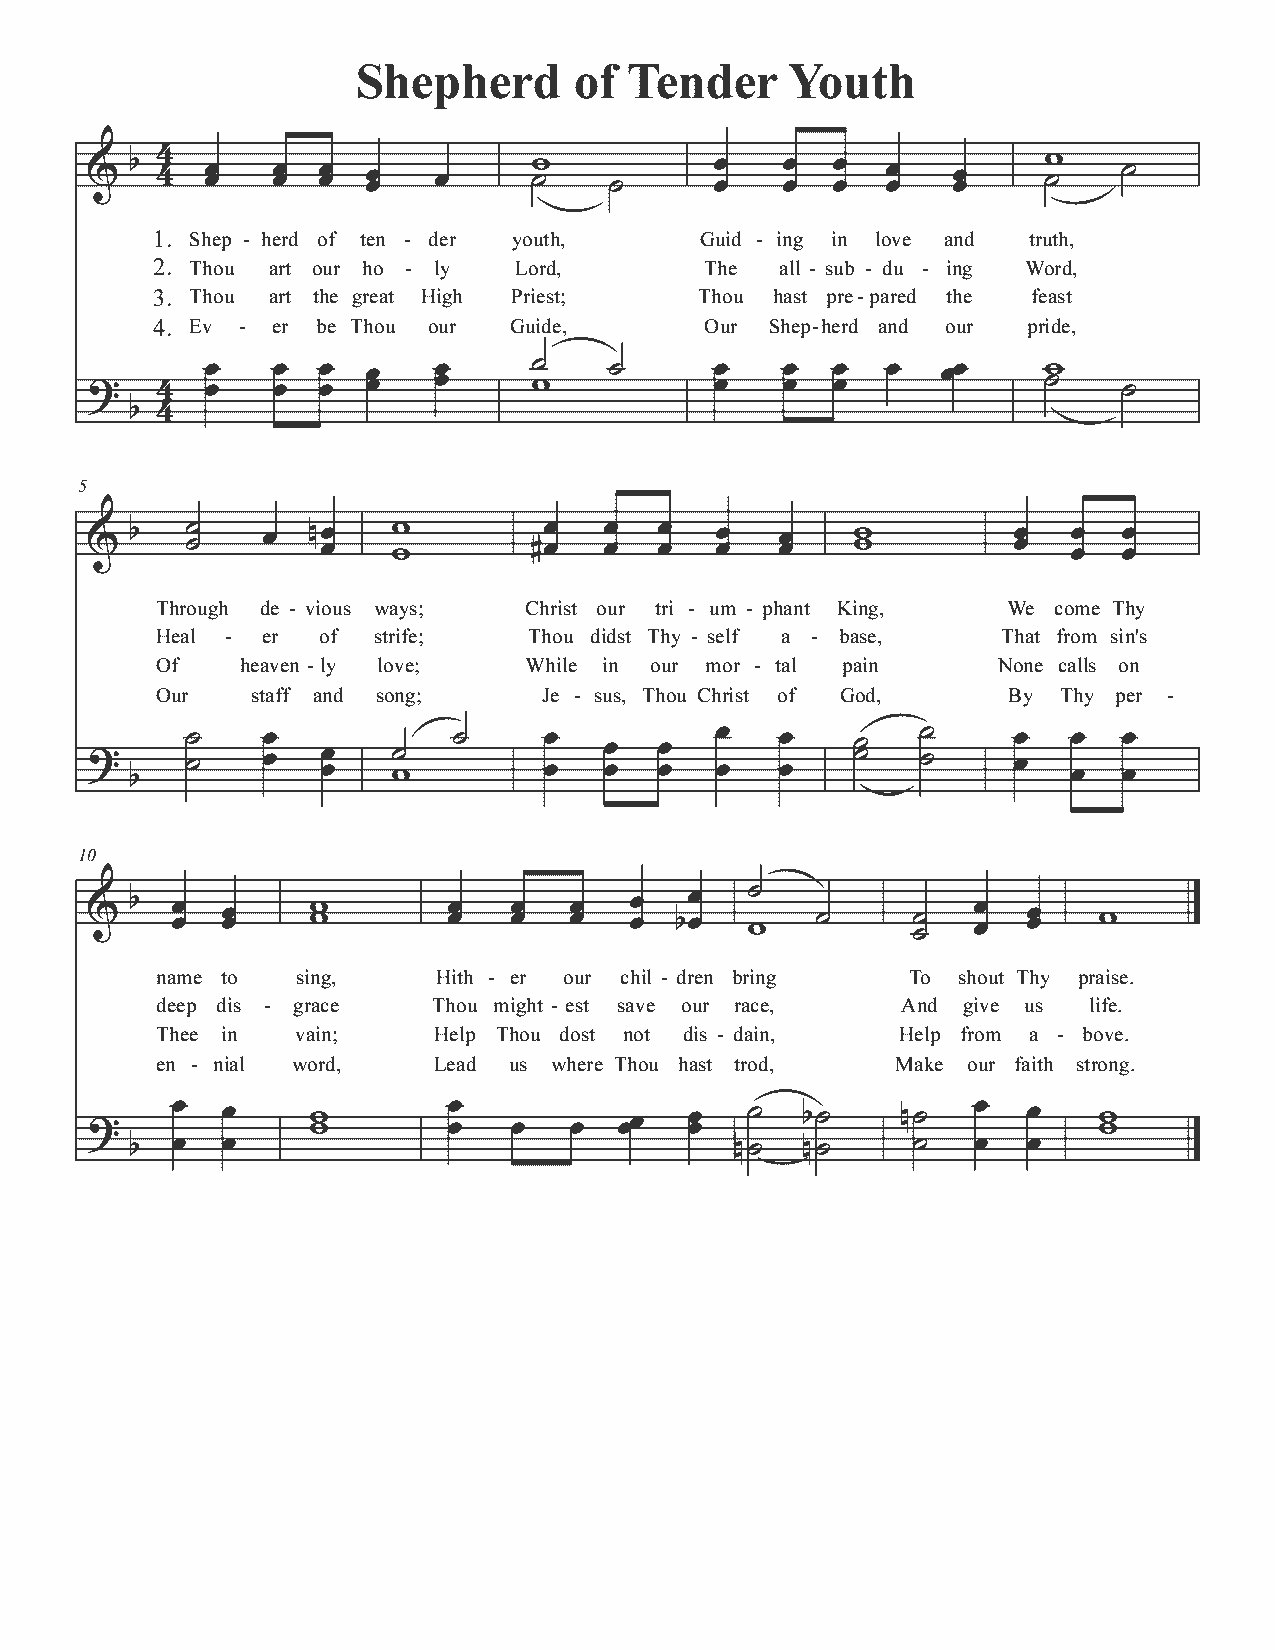 Shepherd of Tender Youth
4
4
1. Shep - herd of ten - der youth, Guid - ing in love and truth,
2. Thou art our ho - ly Lord, The all - sub - du - ing Word,
3. Thou art the great High Priest; Thou hast pre - pared the feast
4. Ev - er be Thou our Guide, Our Shep - herd and our pride,
4
4
5
Through de - vious ways; Christ our tri - um - phant King, We come Thy
Heal - er of strife; Thou didst Thy - self a - base, That from sin's
Of heaven - ly love; While in our mor - tal pain None calls on
Our staff and song; Je - sus, Thou Christ of God, By Thy per -
10
name to sing, Hith - er our chil - dren bring To shout Thy praise.
deep dis - grace Thou might - est save our race, And give us life.
Thee in vain; Help Thou dost not dis - dain, Help from a - bove.
en - nial word, Lead us where Thou hast trod, Make our faith strong.